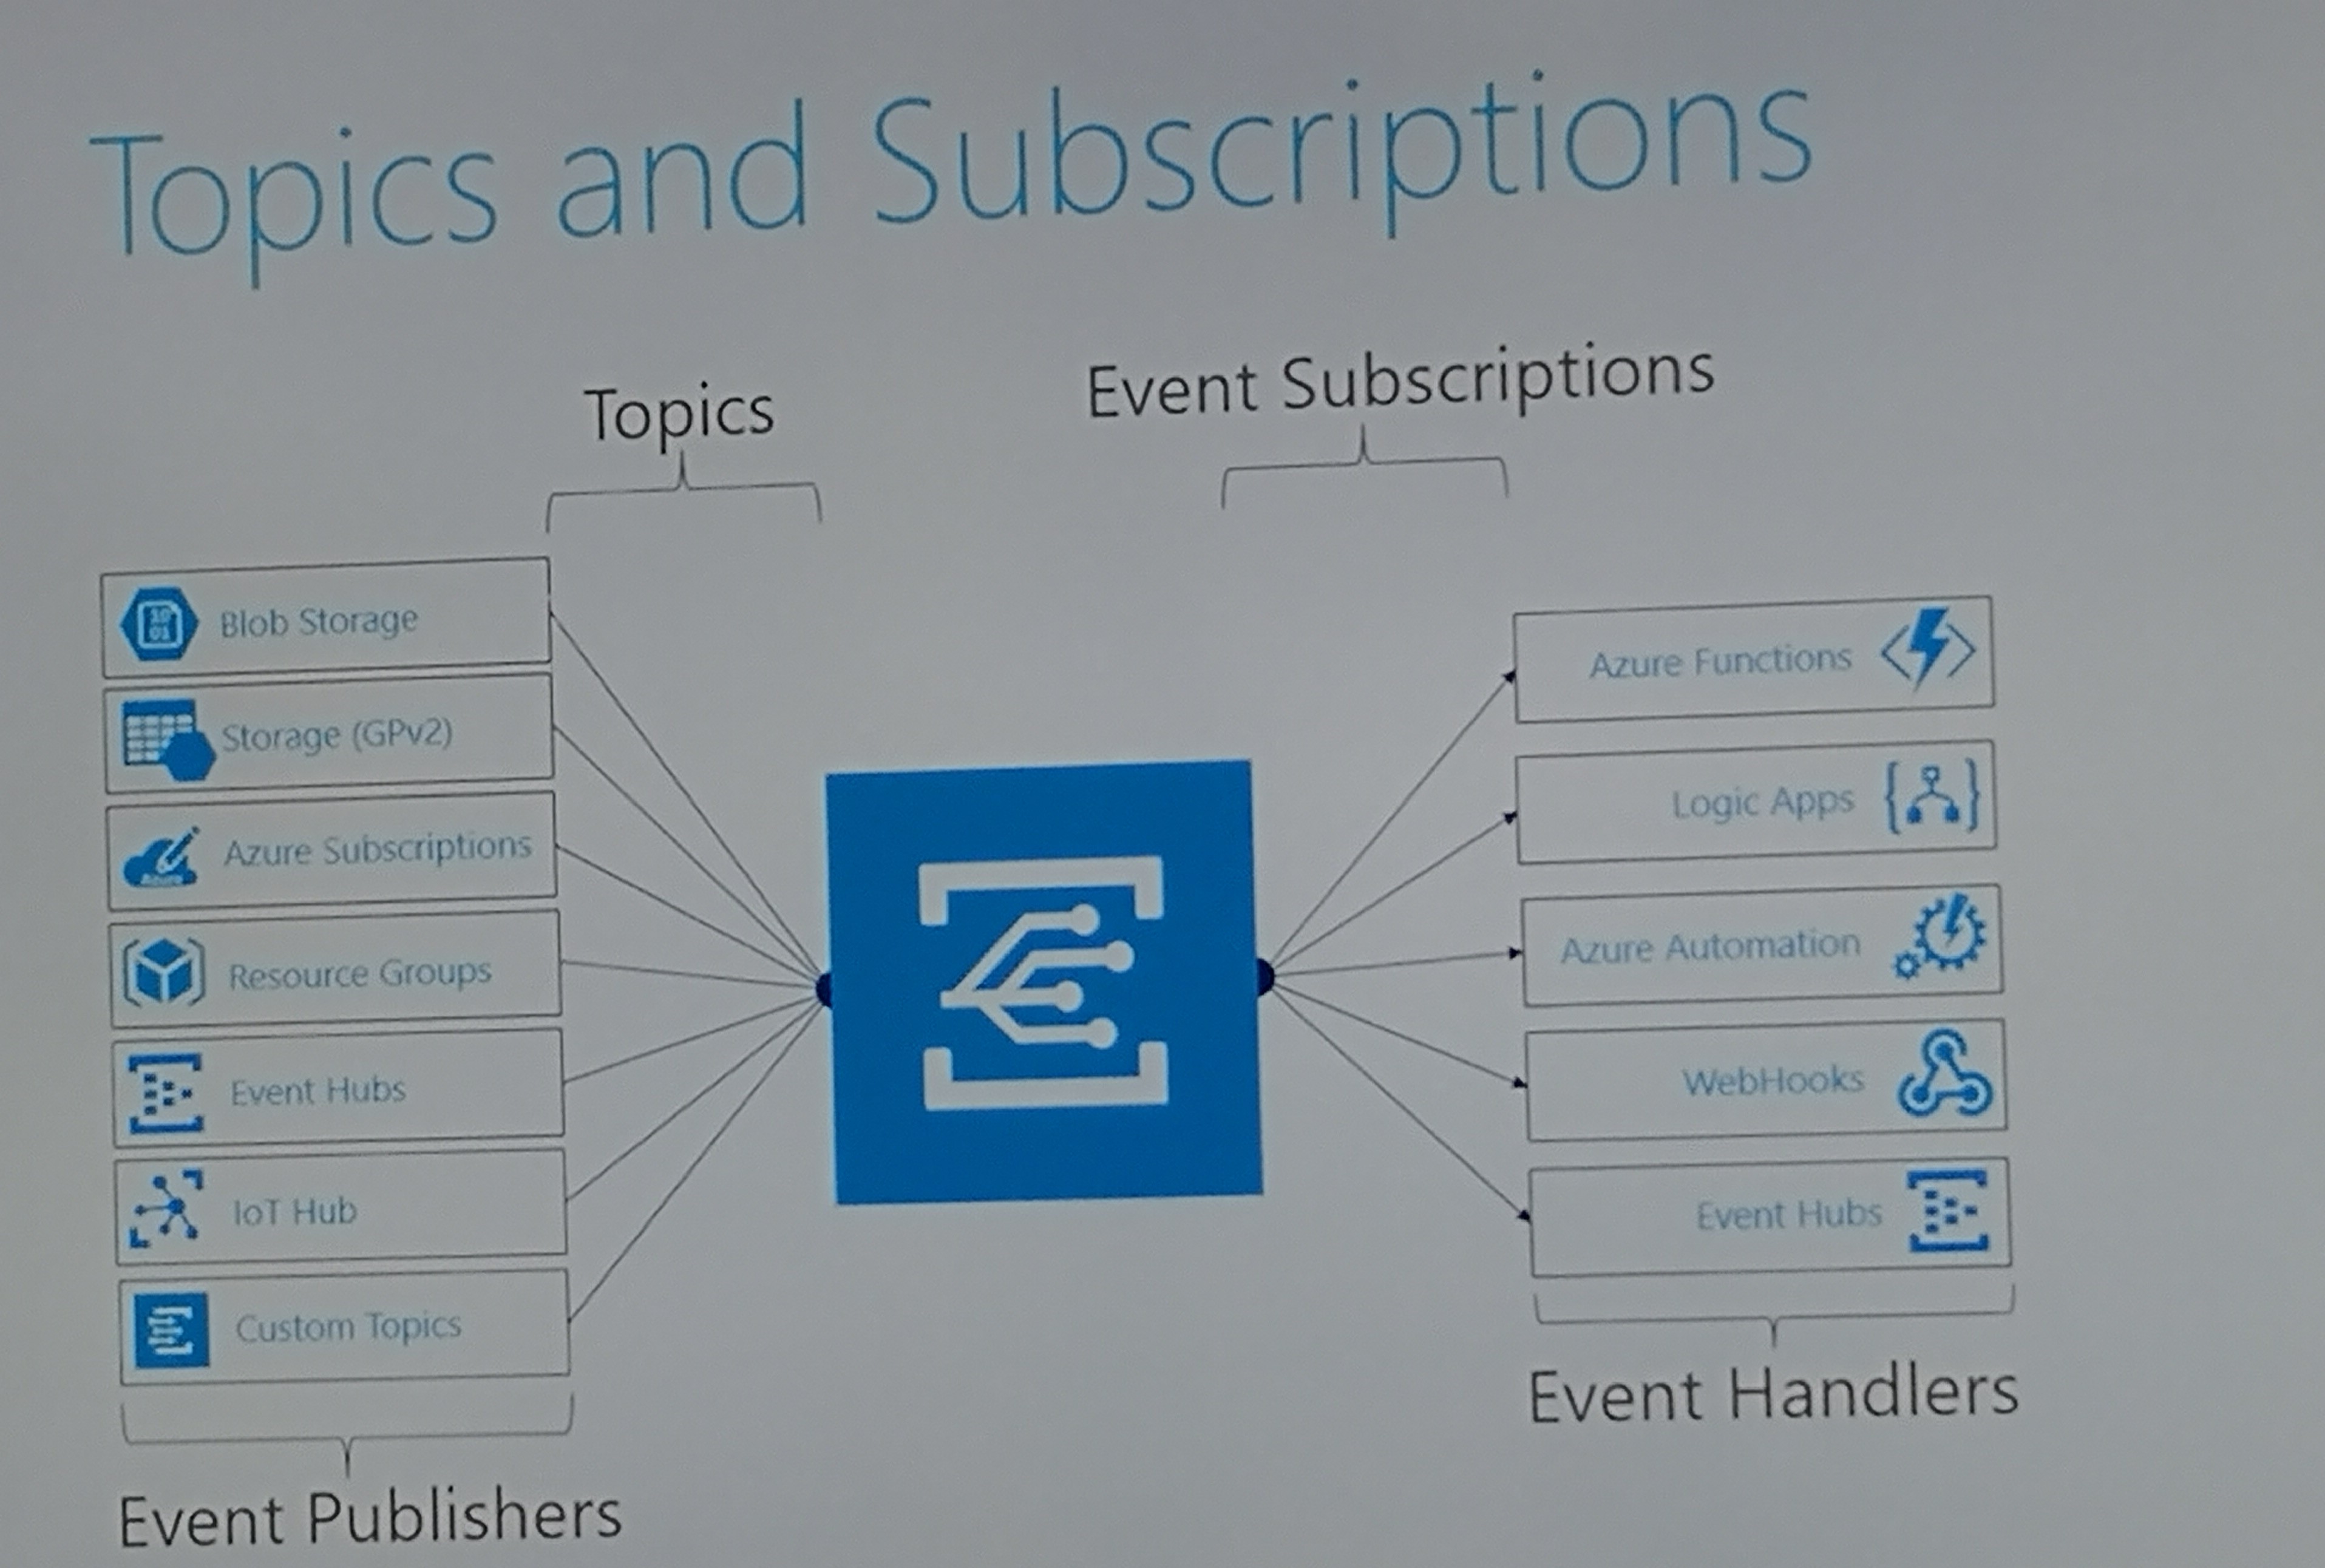 Topics and Subscriptions
Topics
Event Subscriptions
Blob Storage
Storage (GPv2)
Azure Subscriptions
Resource Groups
Event Hubs
IoT Hub
Custom Topics
Event Publishers
Azure Functions
Logic Apps
Azure Automation
WebHooks
Event Hubs
Event Handlers